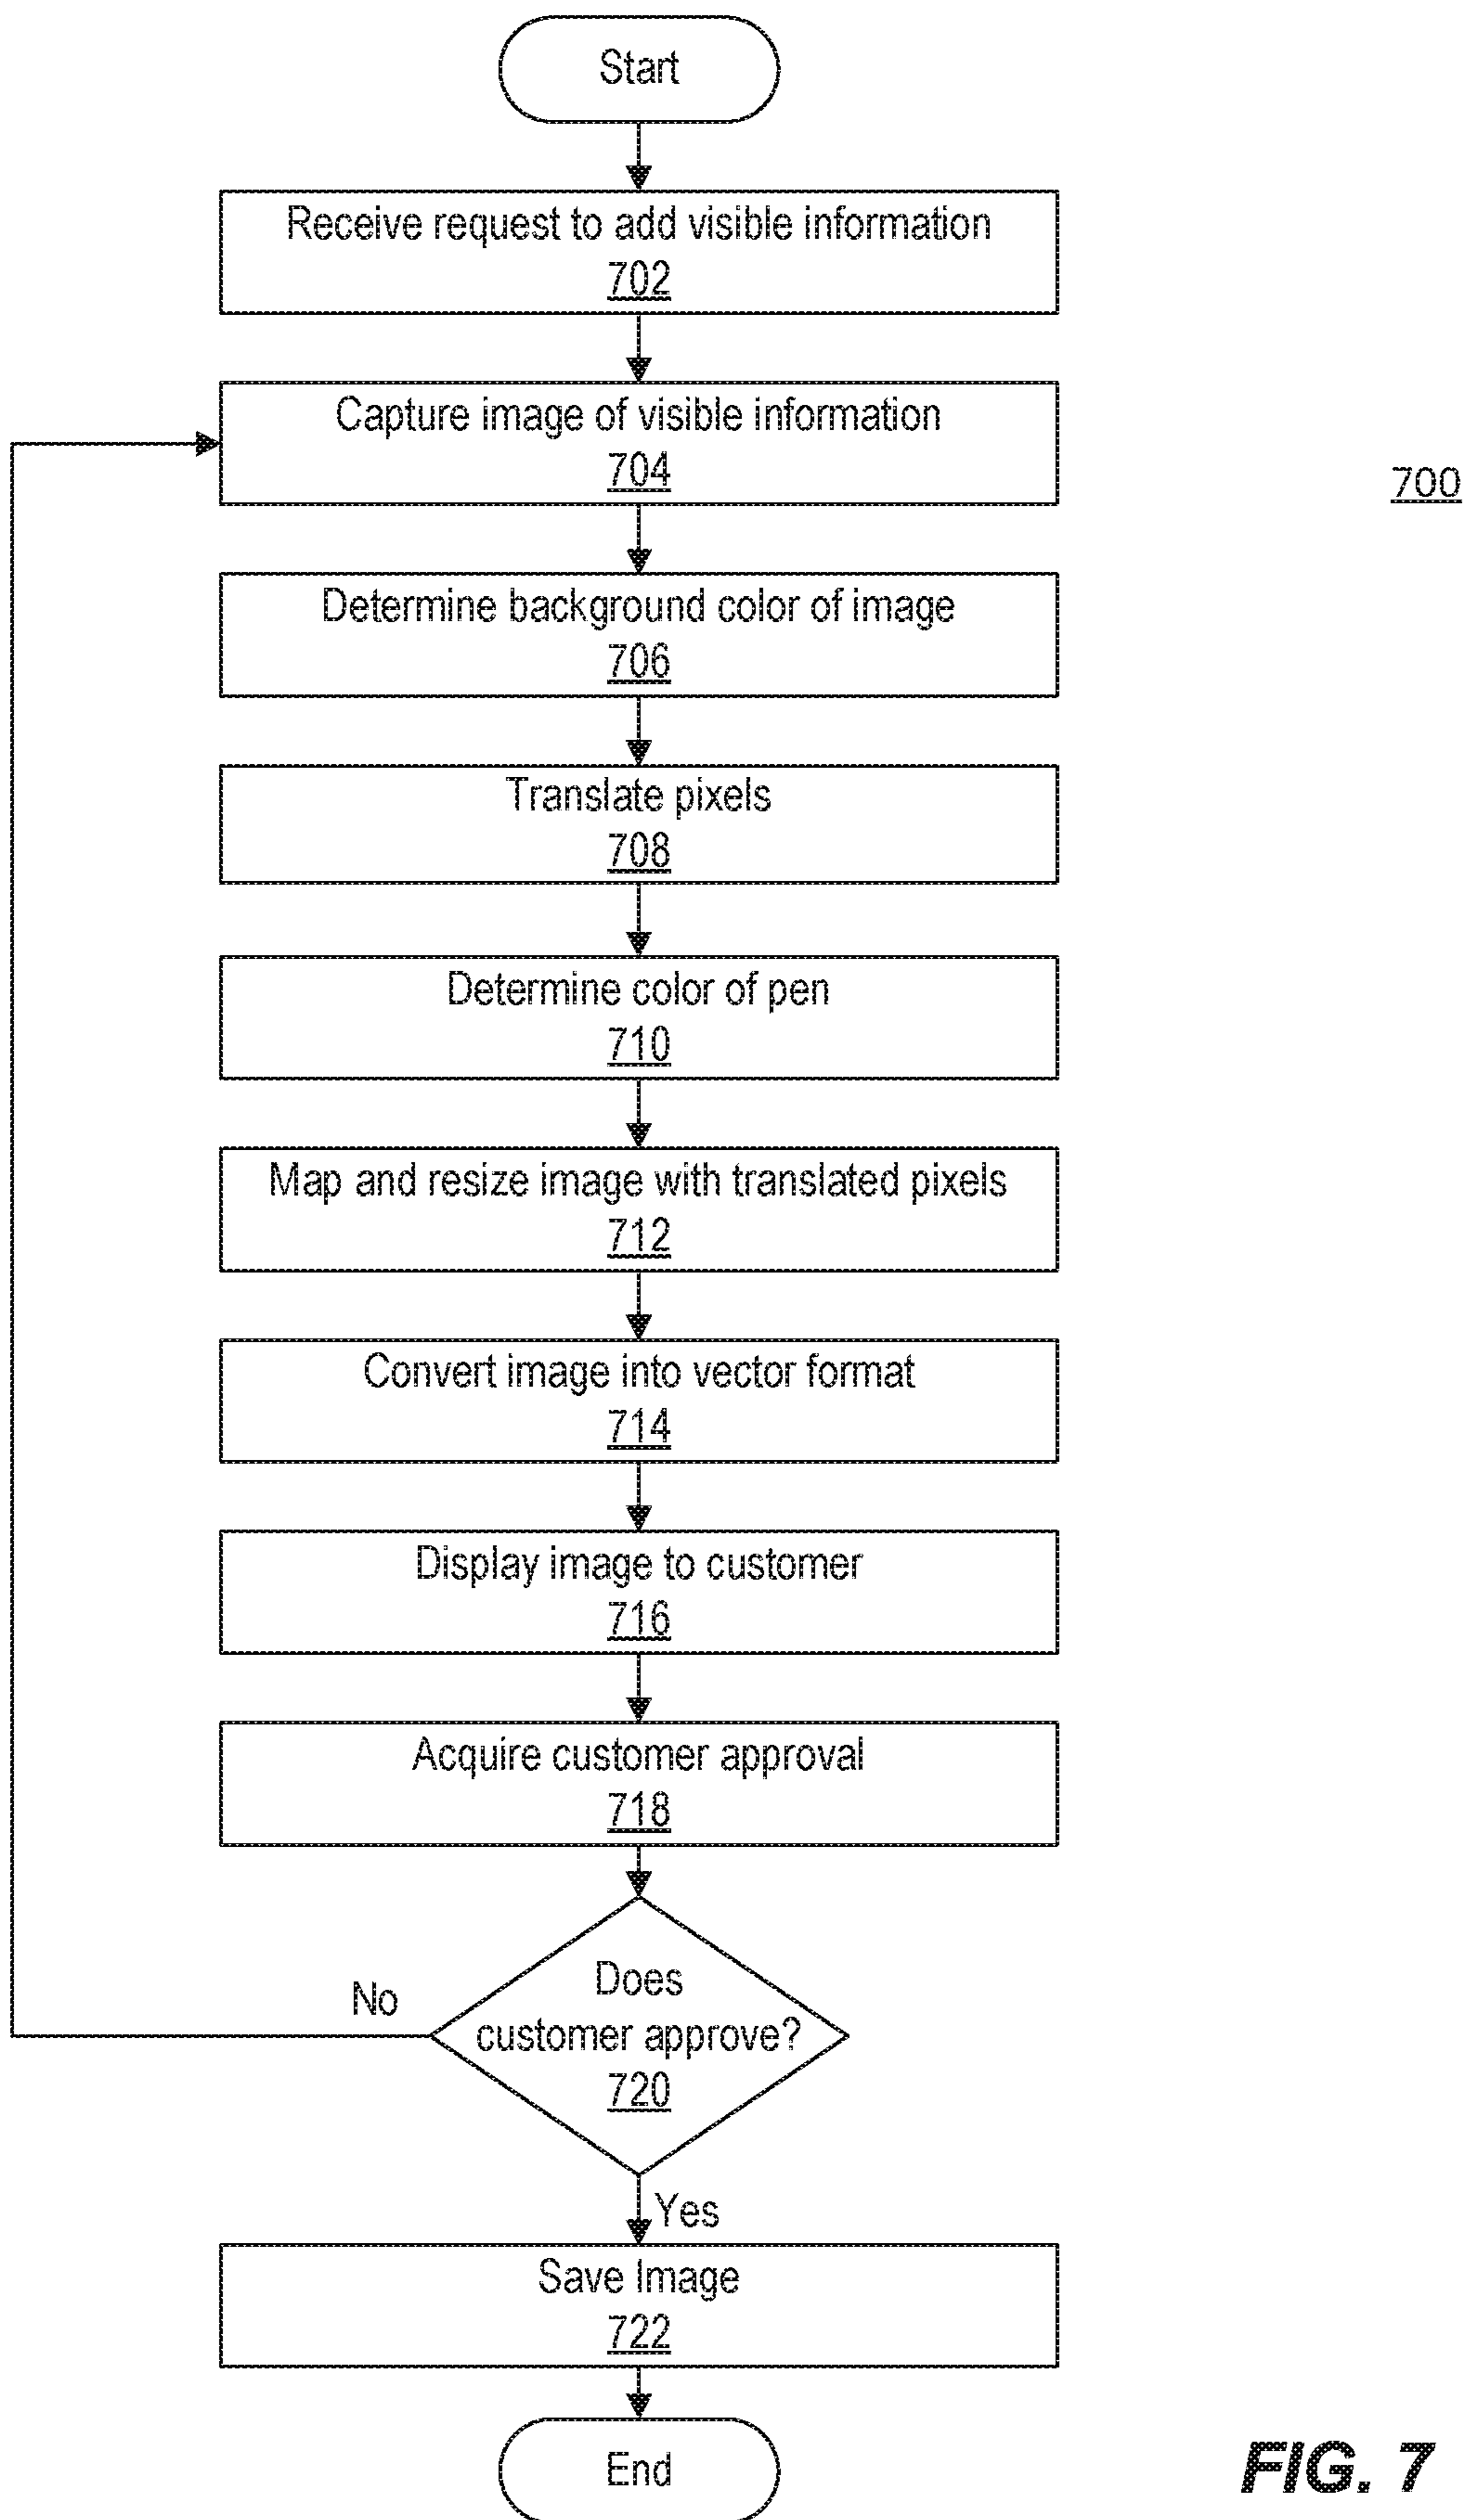 Start
Receive request to add visible information
702
Capture image of visible information
704
700
Determine background color of image
706
Translate pixels
708
Determine color of pen
710
Map and resize image with translated pixels
712
Convert image into vector format
714
Display image to customer
716
Acquire customer approval
718
Does
customer approve?
720
No
Yes
Save Image
722
End
FIG. 7